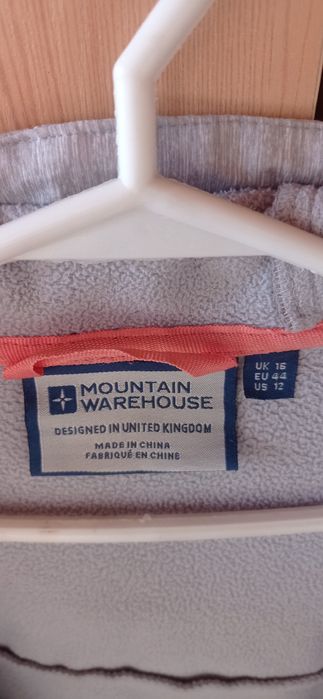 MOUNTAIN
WAREHOUSE
DESIGNED IN UNITED KINGDOM
MADE IN CHINA
FABRIQUÉ EN CHINE
UK 16
EU 44
US 12